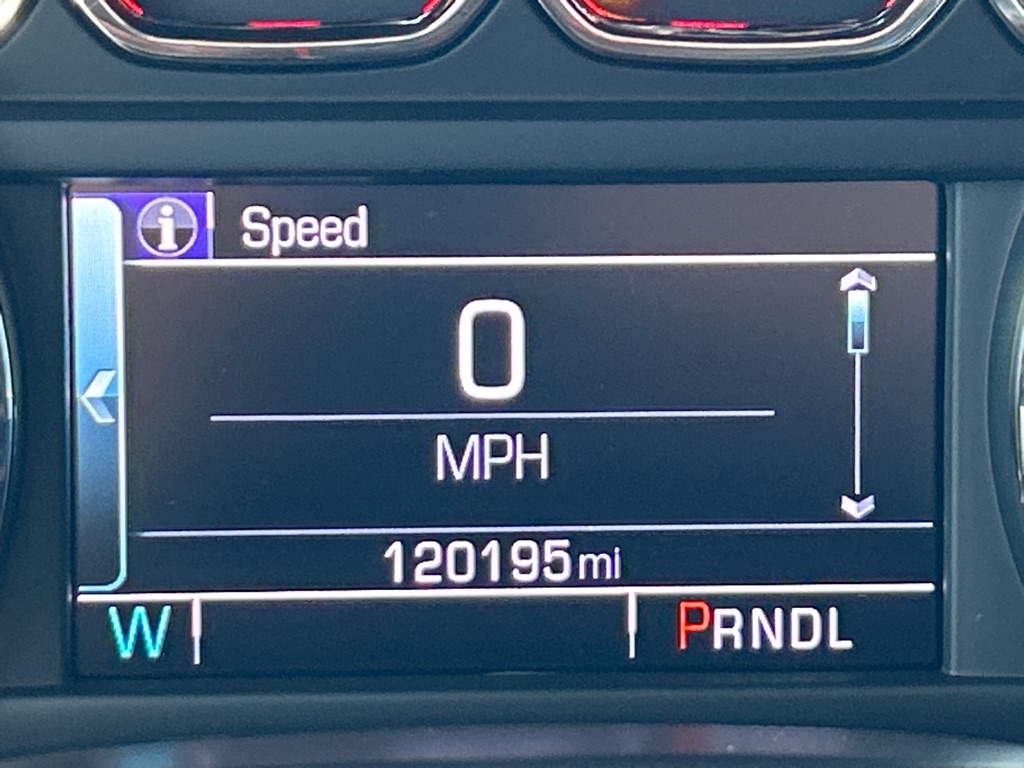 i Speed
0
MPH
120195mi
W PRNDL